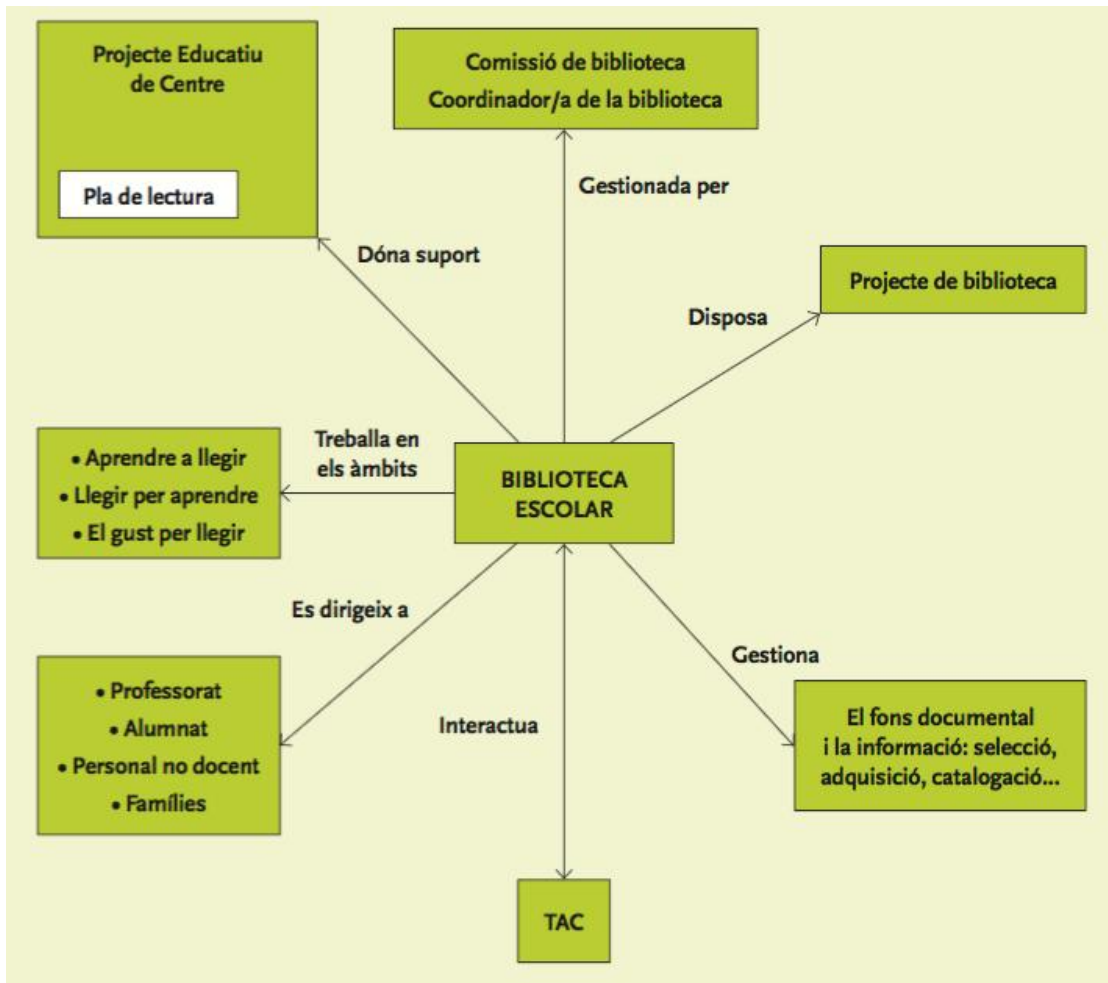 Projecte Educatiu
de Centre
Pla de lectura
Comissió de biblioteca
Coordinador/a de la biblioteca
Gestionada per
Dóna suport
Projecte de biblioteca
Disposa
Treballa en
els àmbits
• Aprendre a llegir
• Llegir per aprendre
• El gust per llegir
BIBLIOTECA
ESCOLAR
Es dirigeix a
• Professorat
• Alumnat
• Personal no docent
• Famílies
Interactua
Gestiona
El fons documental
i la informació: selecció,
adquisició, catalogació...
TAC